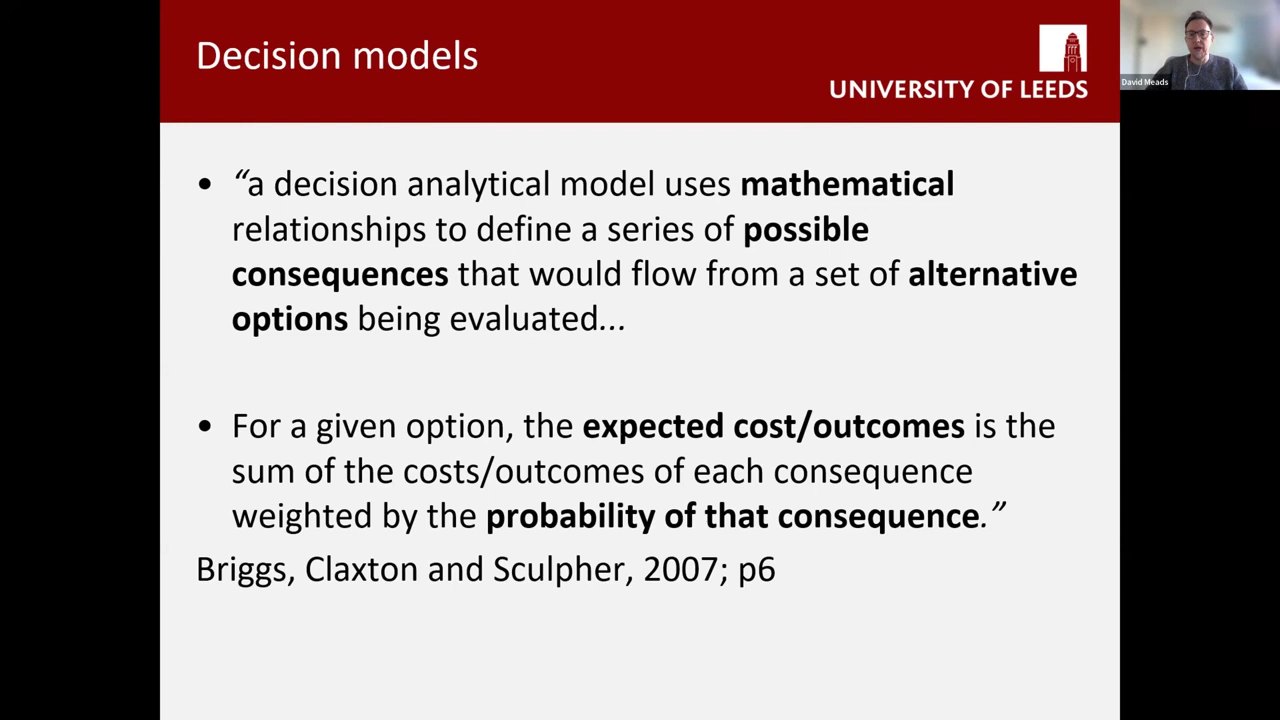 Decision models
UNIVERSITY OF LEEDS
David Meads
• “a decision analytical model uses mathematical
relationships to define a series of possible
consequences that would flow from a set of alternative
options being evaluated...
• For a given option, the expected cost/outcomes is the
sum of the costs/outcomes of each consequence
weighted by the probability of that consequence.”
Briggs, Claxton and Sculpher, 2007; p6